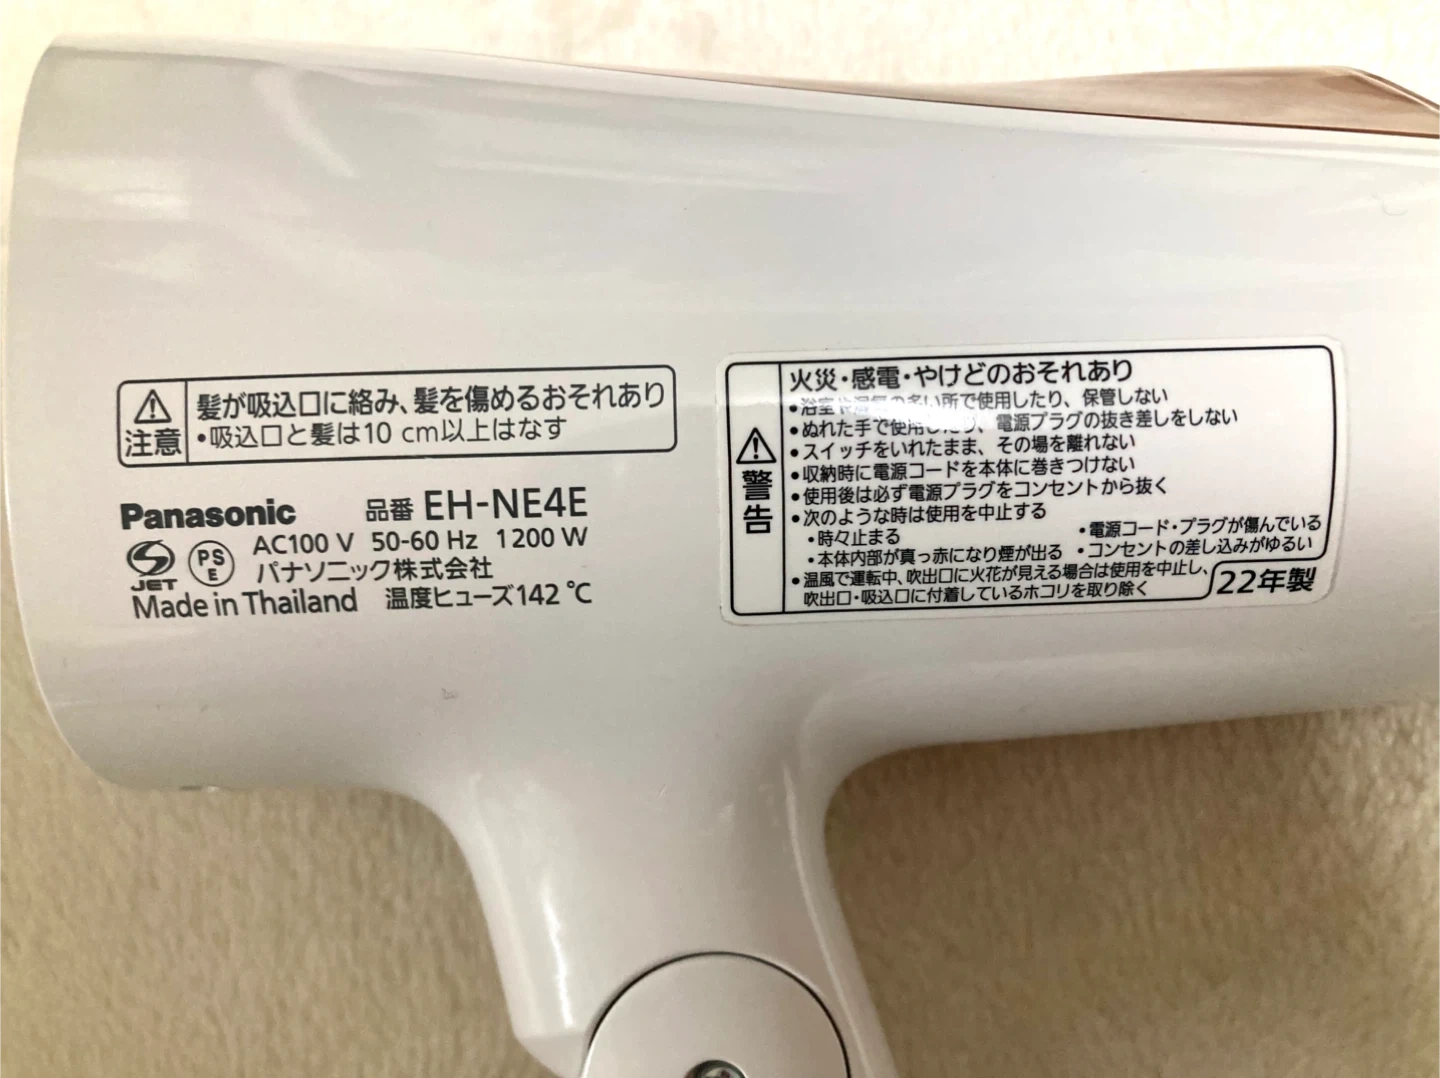 注意
髪が吸込口に絡み、髪を傷めるおそれあり
•吸込口と髪は10 cm以上はなす
Panasonic 品番 EH-NE4E
AC100 V 50-60 Hz 1200 W
JET PS E パナソニック株式会社
Made in Thailand 温度ヒューズ142 ℃
警告
火災・感電・やけどのおそれあり
•浴室や湿気の多い所で使用したり、保管しない
•ぬれた手で使用したり、電源プラグの抜き差しをしない
•スイッチをいれたまま、その場を離れない
•収納時に電源コードを本体に巻きつけない
•使用後は必ず電源プラグをコンセントから抜く
•次のような時は使用を中止する
•時々止まる •電源コード・プラグが傷んでいる
•本体内部が真っ赤になり煙が出る •コンセントの差し込みがゆるい
•温風で運転中、吹出口に火花が見える場合は使用を中止し、
吹出口・吸込口に付着しているホコリを取り除く
22年製